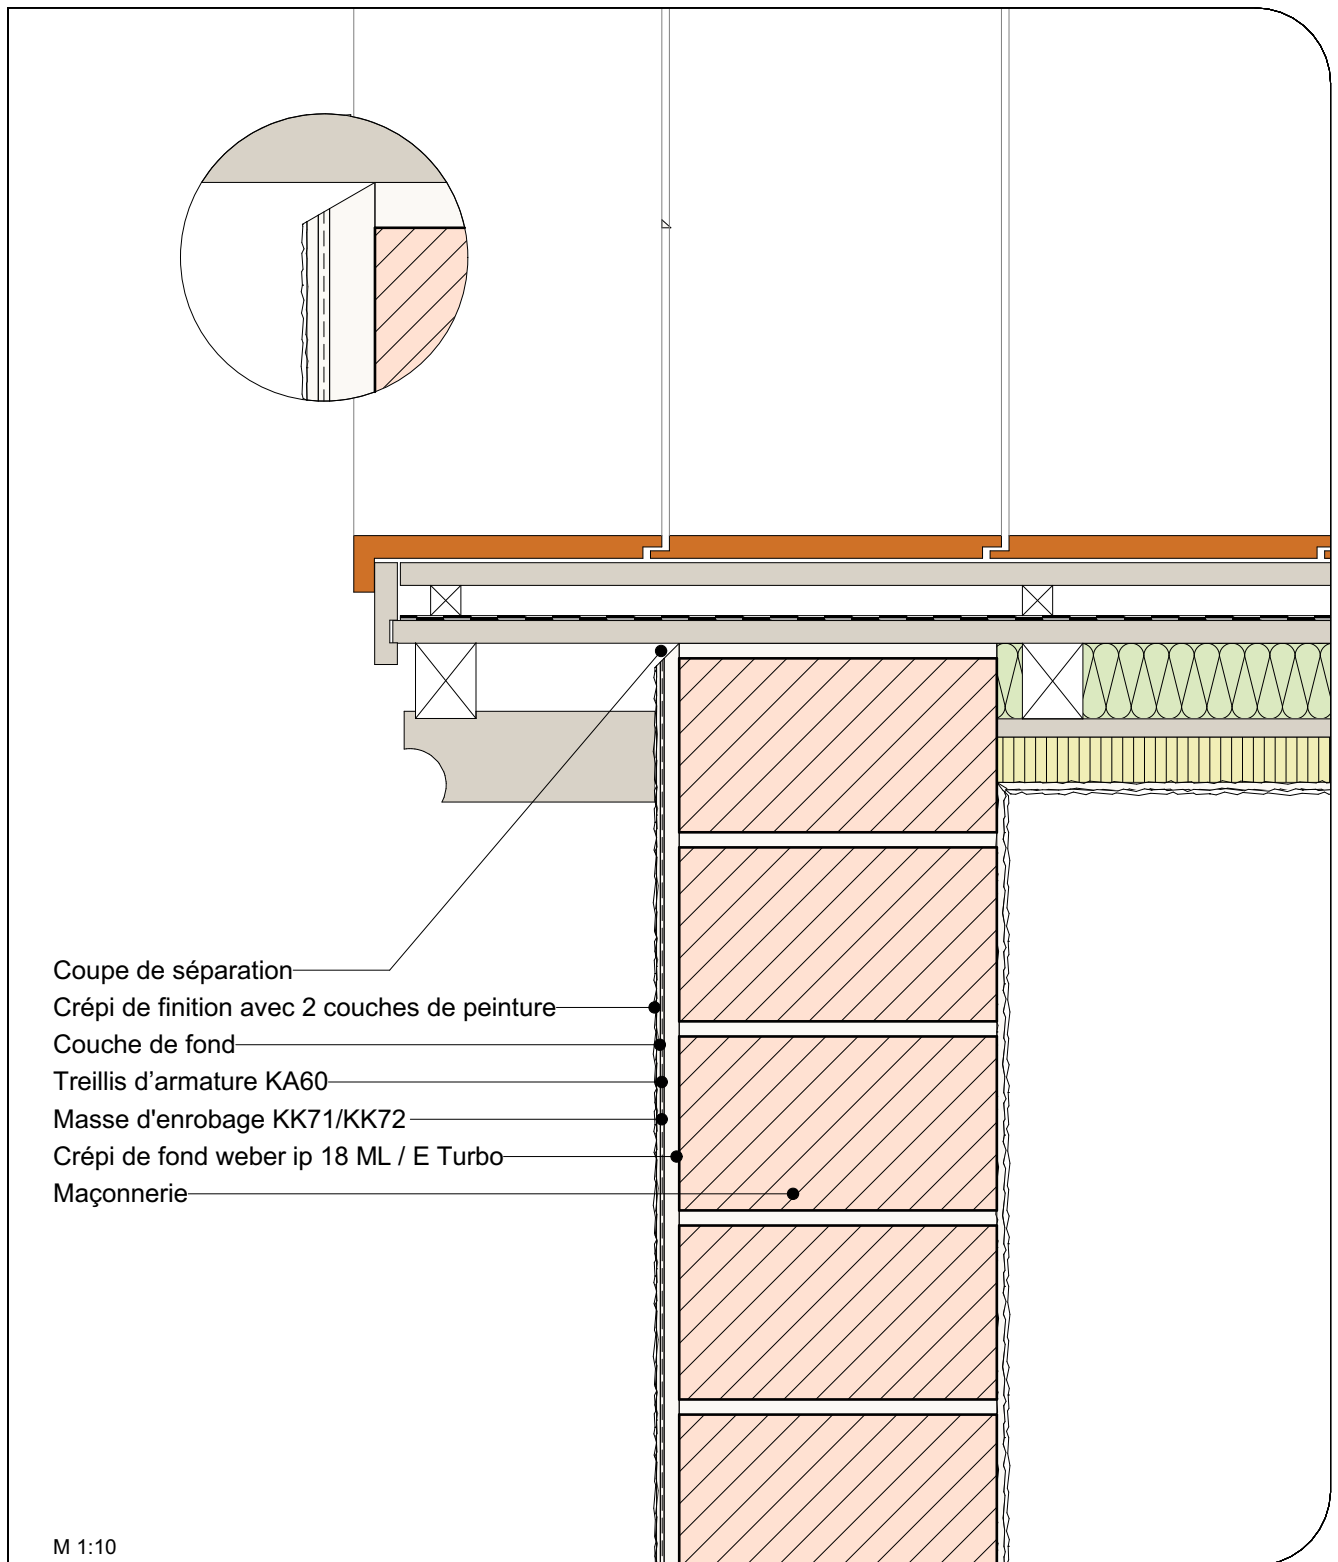 Coupe de séparation
Crépi de finition avec 2 couches de peinture
Couche de fond
Treillis d’armature KA60
Masse d'enrobage KK71/KK72
Crépi de fond weber ip 18 ML / E Turbo
Maçonnerie
M 1:10